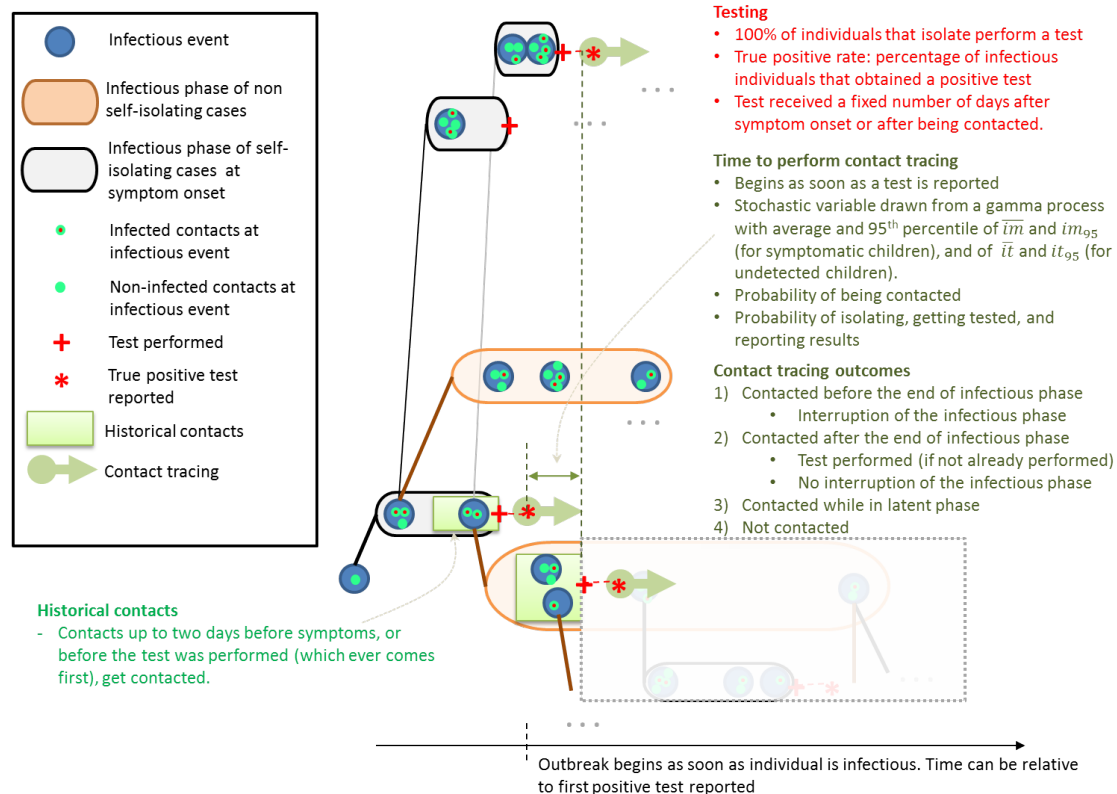 Infectious event
Infectious phase of non
self-isolating cases
Infectious phase of self-
isolating cases at
symptom onset
Infected contacts at
infectious event
Non-infected contacts at
infectious event
Test performed
True positive test
reported
Historical contacts
Contact tracing
Testing
• 100% of individuals that isolate perform a test
• True positive rate: percentage of infectious
individuals that obtained a positive test
• Test received a fixed number of days after
symptom onset or after being contacted.
Time to perform contact tracing
• Begins as soon as a test is reported
• Stochastic variable drawn from a gamma process
with average and 95th percentile of i̅m̅ and im₉₅
(for symptomatic children), and of i̅t̅ and it₉₅ (for
undetected children).
• Probability of being contacted
• Probability of isolating, getting tested, and
reporting results
Contact tracing outcomes
1) Contacted before the end of infectious phase
• Interruption of the infectious phase
2) Contacted after the end of infectious phase
• Test performed (if not already performed)
• No interruption of the infectious phase
3) Contacted while in latent phase
4) Not contacted
Historical contacts
- Contacts up to two days before symptoms, or
before the test was performed (which ever comes
first), get contacted.
Outbreak begins as soon as individual is infectious. Time can be relative
to first positive test reported